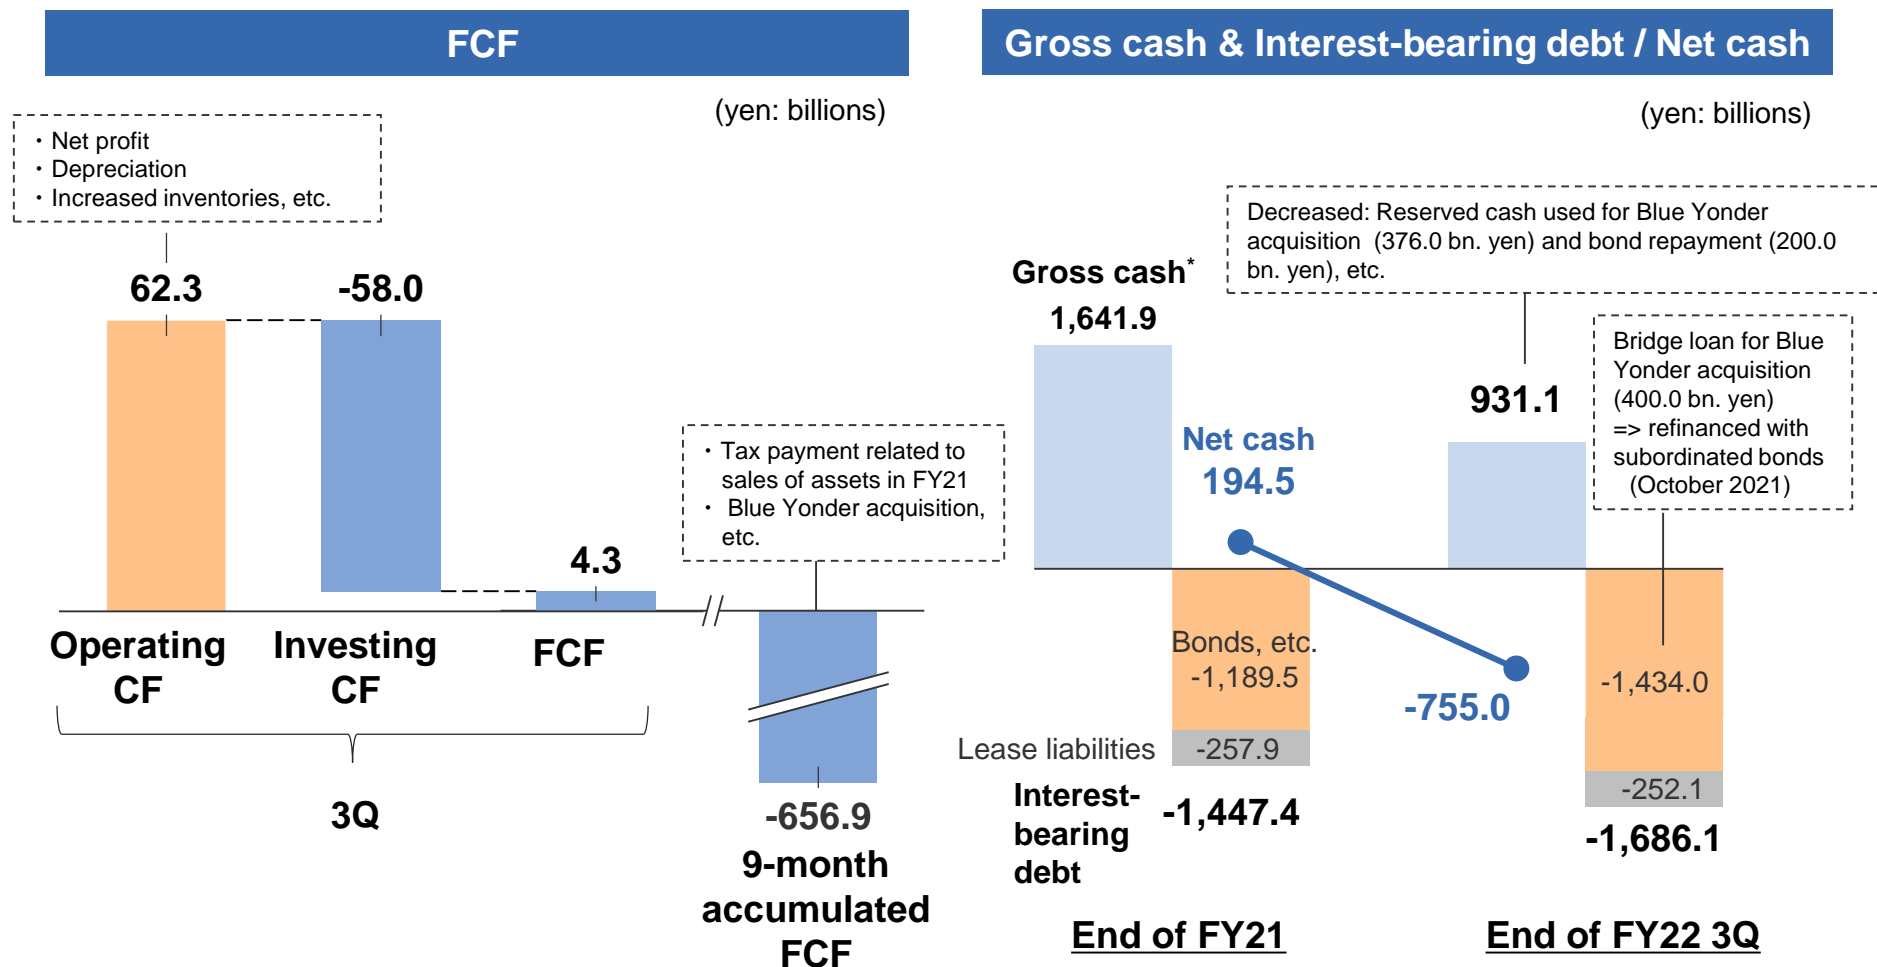 FCF
(yen: billions)
・Net profit
・Depreciation
・Increased inventories, etc.
62.3
-58.0
4.3
・Tax payment related to
sales of assets in FY21
・ Blue Yonder acquisition,
etc.
Operating
CF
Investing
CF
FCF
3Q
-656.9
9-month
accumulated
FCF
Gross cash & Interest-bearing debt / Net cash
(yen: billions)
Decreased: Reserved cash used for Blue Yonder
acquisition (376.0 bn. yen) and bond repayment (200.0
bn. yen), etc.
Gross cash*
1,641.9
931.1
Bridge loan for Blue
Yonder acquisition
(400.0 bn. yen)
=> refinanced with
subordinated bonds
(October 2021)
Net cash
194.5
-755.0
Bonds, etc.
-1,189.5
-1,434.0
Lease liabilities
-257.9
-252.1
Interest-
bearing
debt
-1,447.4
-1,686.1
End of FY21
End of FY22 3Q